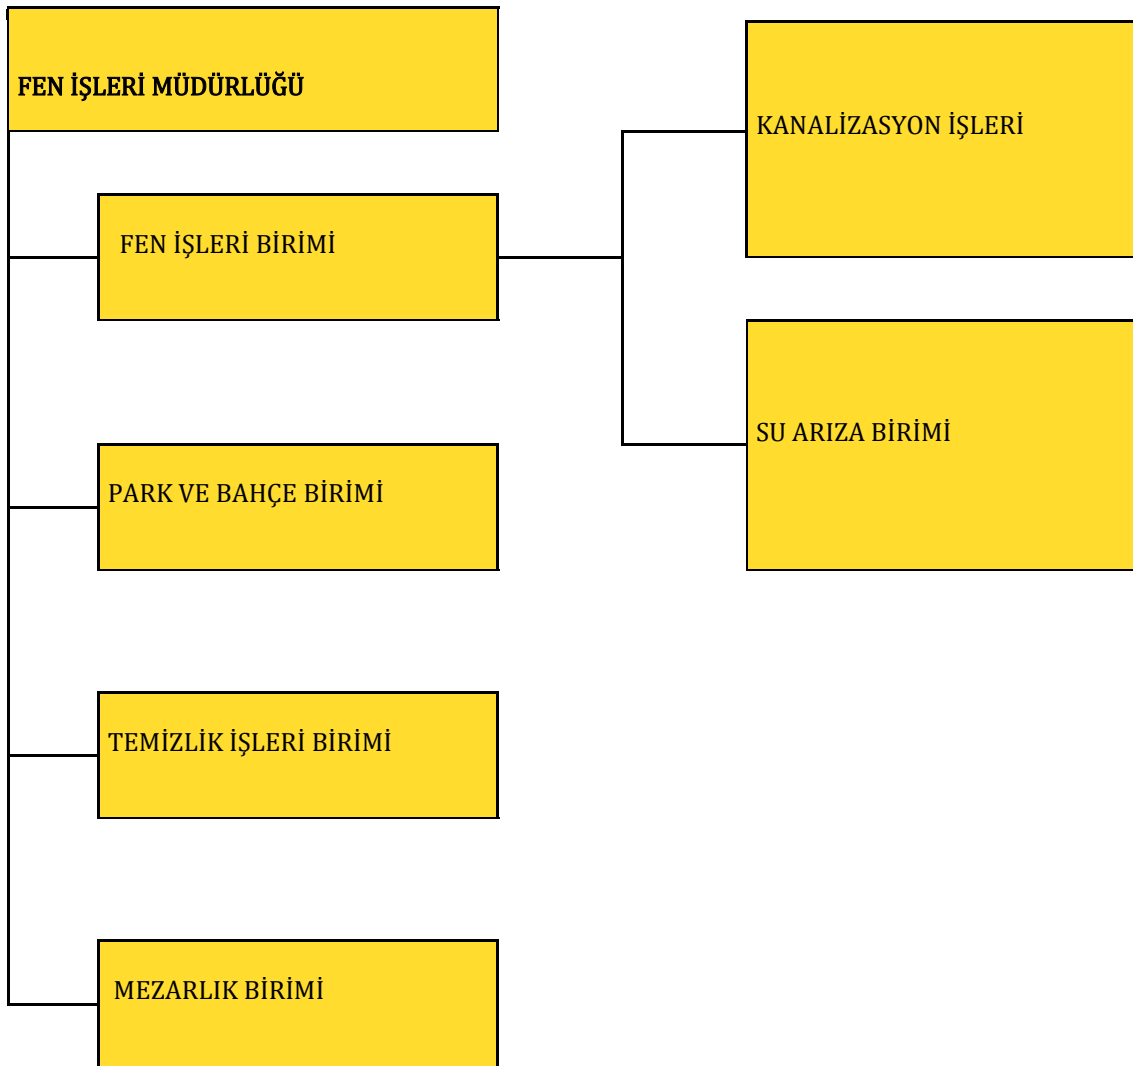 FEN İŞLERİ MÜDÜRLÜĞÜ
KANALİZASYON İŞLERİ
FEN İŞLERİ BİRİMİ
SU ARIZA BİRİMİ
PARK VE BAHÇE BİRİMİ
TEMİZLİK İŞLERİ BİRİMİ
MEZARLIK BİRİMİ